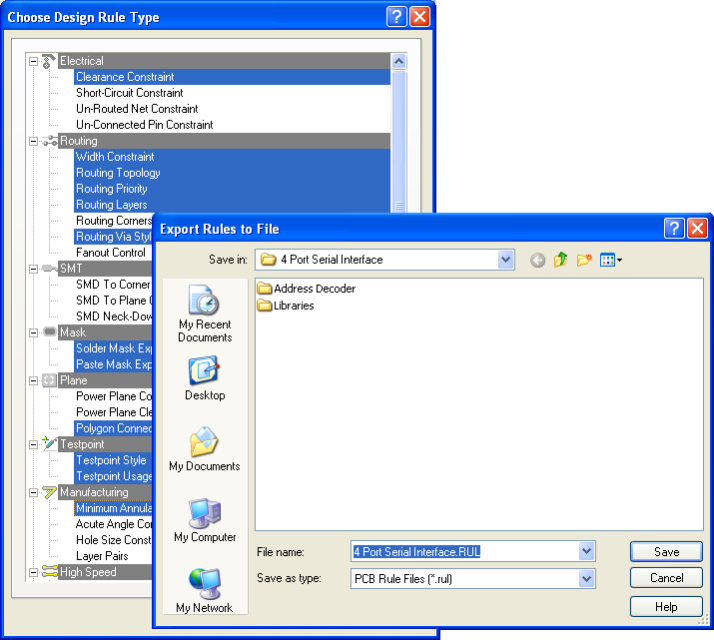 Choose Design Rule Type
Electrical
Clearance Constraint
Short-Circuit Constraint
Un-Routed Net Constraint
Un-Connected Pin Constraint
Routing
Width Constraint
Routing Topology
Routing Priority
Routing Layers
Routing Corners
Routing Via Styl
Fanout Control
SMT
SMD To Corner
SMD To Plane
SMD Neck-Dow
Mask
Solder Mask Exp
Paste Mask Exp
Plane
Power Plane Co
Power Plane Cle
Polygon Connec
Testpoint
Testpoint Style
Testpoint Usage
Manufacturing
Minimum Annula
Acute Angle Co
Hole Size Const
Layer Pairs
High Speed
Export Rules to File
Save in:
4 Port Serial Interface
My Recent
Documents
Desktop
My Documents
My Computer
My Network
Address Decoder
Libraries
File name:
4 Port Serial Interface.RUL
Save
Save as type:
PCB Rule Files (*.rul)
Cancel
Help